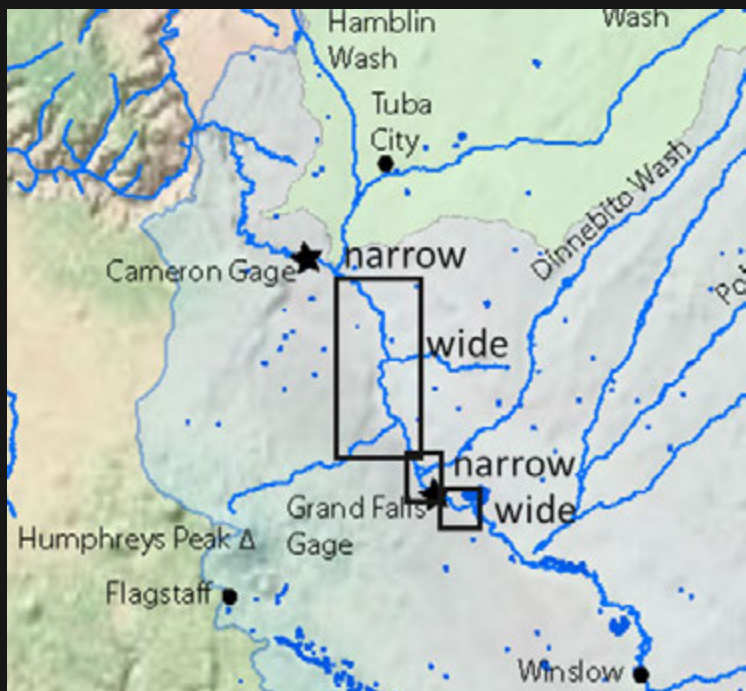 Hamblin
Wash
Wash
Tuba
City
Dinnebito Wash
narrow
Cameron Gage
wide
narrow
Grand Falls
Gage
wide
Humphreys Peak Δ
Flagstaff
Winslow